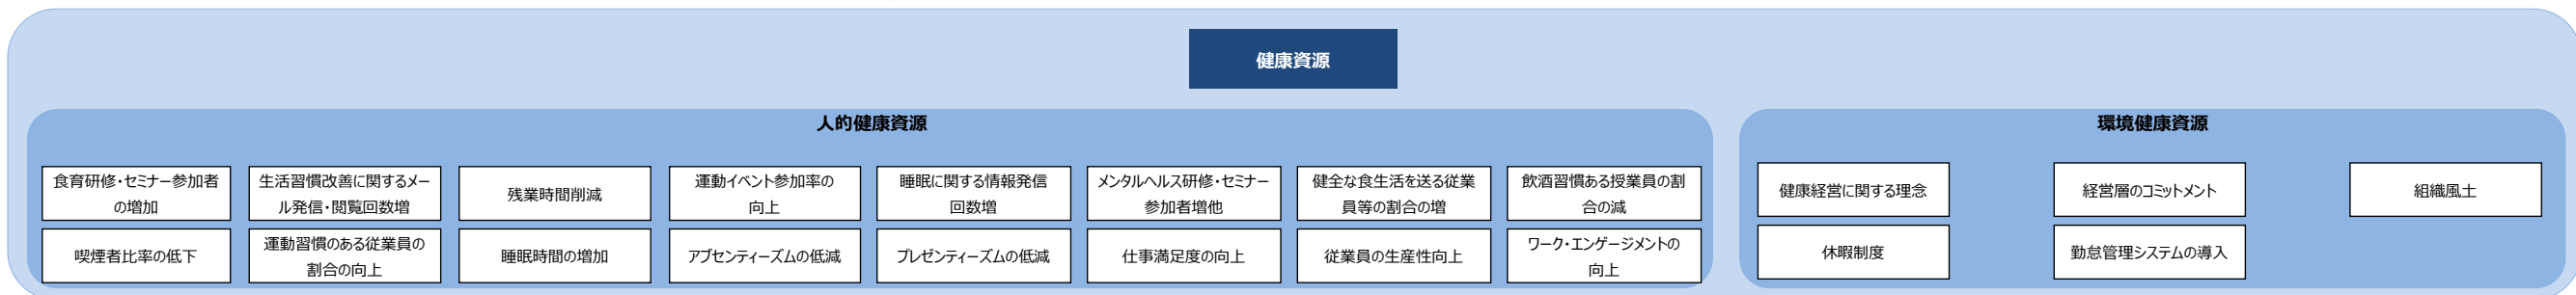 健康資源
人的健康資源
食育研修・セミナー参加者
の増加
生活習慣改善に関するメー
ル発信・閲覧回数増
残業時間削減
運動イベント参加率の
向上
睡眠に関する情報発信
回数増
メンタルヘルス研修・セミナー
参加者増他
健全な食生活を送る従業
員等の割合の増
飲酒習慣ある授業員の割
合の減
喫煙者比率の低下
運動習慣のある従業員の
割合の向上
睡眠時間の増加
アブセンティーズムの低減
プレゼンティーズムの低減
仕事満足度の向上
従業員の生産性向上
ワーク・エンゲージメントの
向上
環境健康資源
健康経営に関する理念
経営層のコミットメント
組織風土
休暇制度
勤怠管理システムの導入